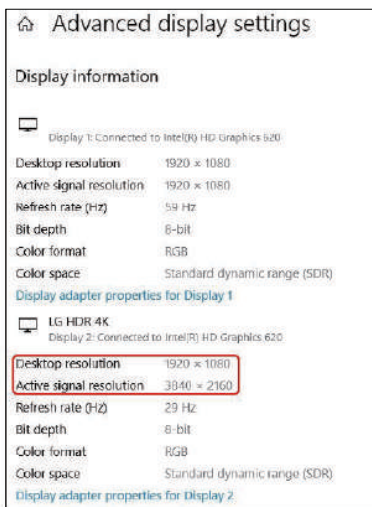 Advanced display settings
Display information
Display 1: Connected to Intel(R) HD Graphics 620
Desktop resolution 1920 × 1080
Active signal resolution 1920 × 1080
Refresh rate (Hz) 59 Hz
Bit depth 8-bit
Color format RGB
Color space Standard dynamic range (SDR)
Display adapter properties for Display 1
LG HDR 4K
Display 2: Connected to Intel(R) HD Graphics 620
Desktop resolution 1920 × 1080
Active signal resolution 3840 × 2160
Refresh rate (Hz) 29 Hz
Bit depth 8-bit
Color format RGB
Color space Standard dynamic range (SDR)
Display adapter properties for Display 2